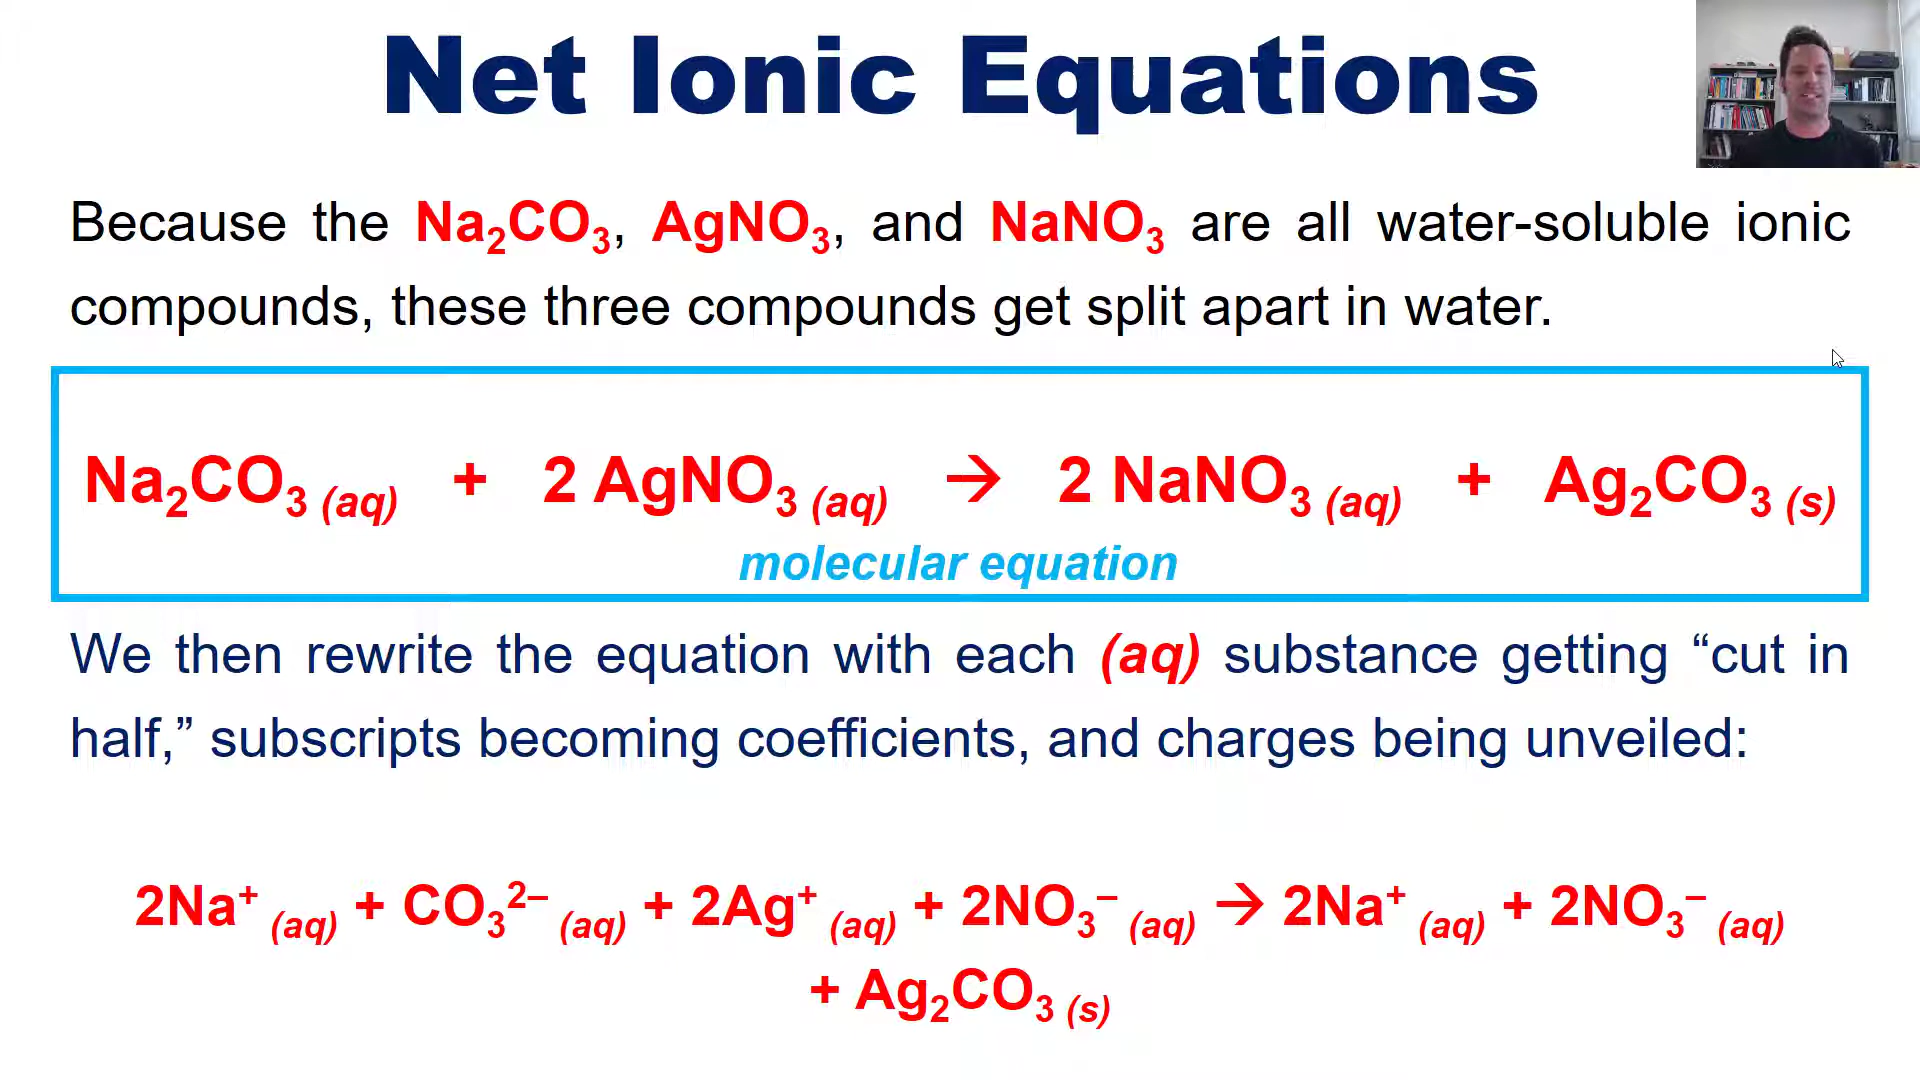 Net Ionic Equations
Because the Na₂CO₃, AgNO₃, and NaNO₃ are all water-soluble ionic
compounds, these three compounds get split apart in water.
Na₂CO₃ (aq) + 2 AgNO₃ (aq) → 2 NaNO₃ (aq) + Ag₂CO₃ (s)
molecular equation
We then rewrite the equation with each (aq) substance getting “cut in
half,” subscripts becoming coefficients, and charges being unveiled:
2Na⁺ (aq) + CO₃²⁻ (aq) + 2Ag⁺ (aq) + 2NO₃⁻ (aq) → 2Na⁺ (aq) + 2NO₃⁻ (aq)
+ Ag₂CO₃ (s)